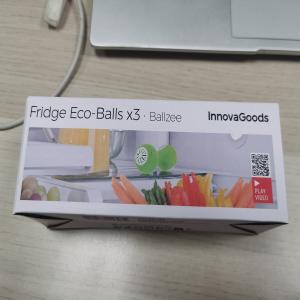 Fridge Eco-Balls x3 · Ballzee
InnovaGoods
PLAY
VIDEO